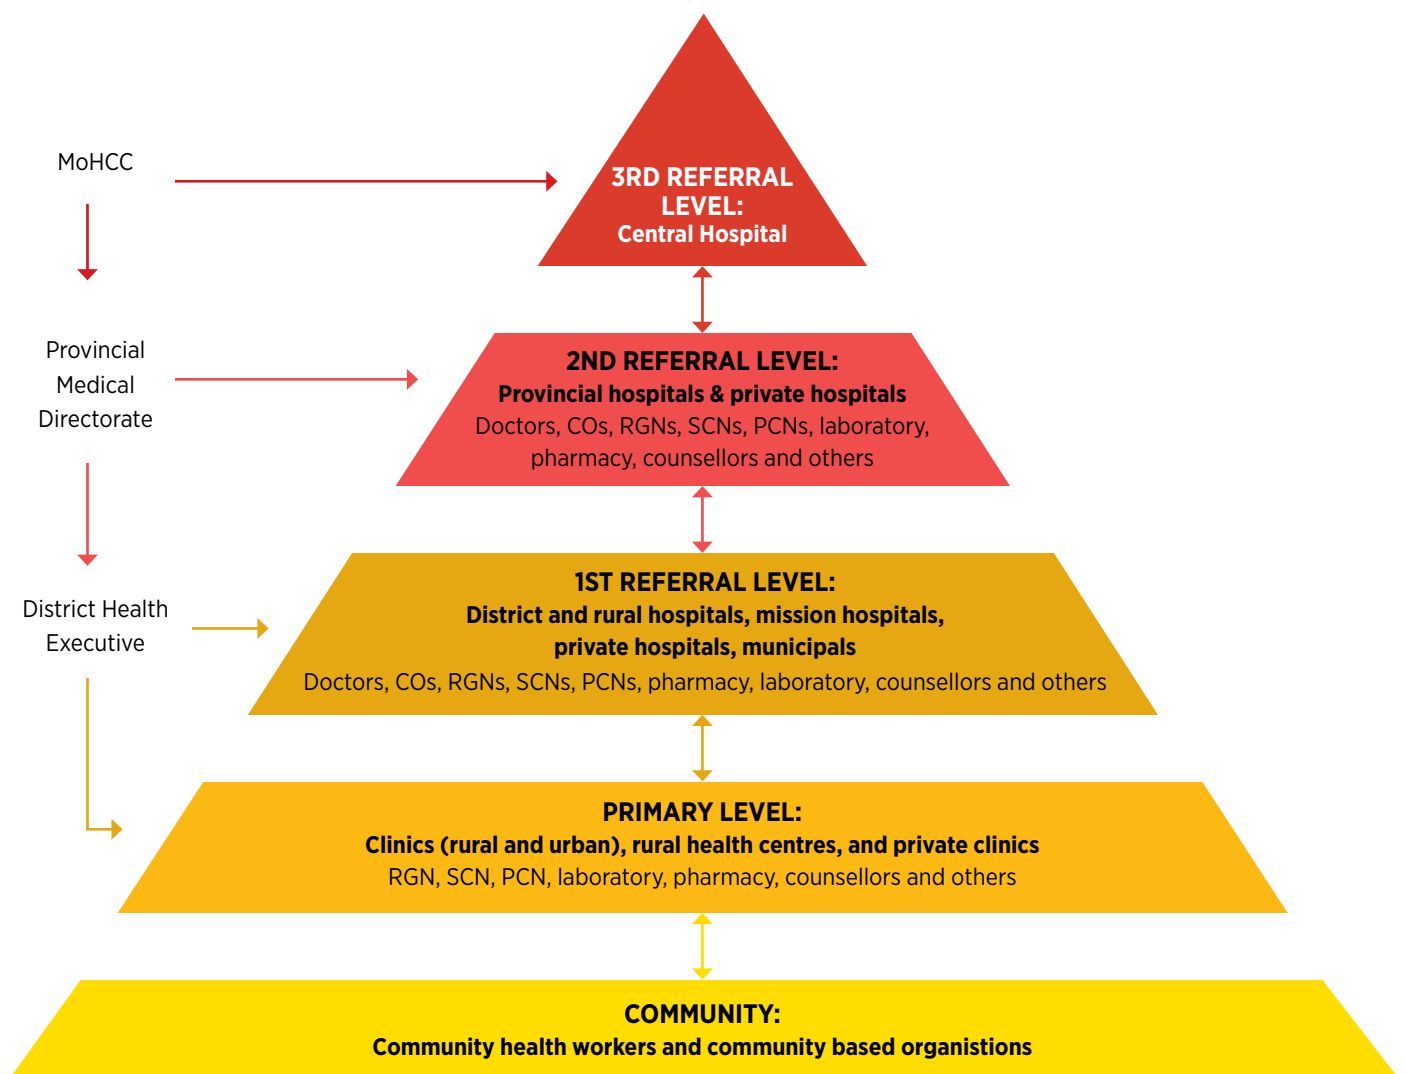 MoHCC
3RD REFERRAL
LEVEL:
Central Hospital
Provincial
Medical
Directorate
2ND REFERRAL LEVEL:
Provincial hospitals & private hospitals
Doctors, COs, RGNs, SCNs, PCNs, laboratory,
pharmacy, counsellors and others
District Health
Executive
1ST REFERRAL LEVEL:
District and rural hospitals, mission hospitals,
private hospitals, municipals
Doctors, COs, RGNs, SCNs, PCNs, pharmacy, laboratory, counsellors and others
PRIMARY LEVEL:
Clinics (rural and urban), rural health centres, and private clinics
RGN, SCN, PCN, laboratory, pharmacy, counsellors and others
COMMUNITY:
Community health workers and community based organistions